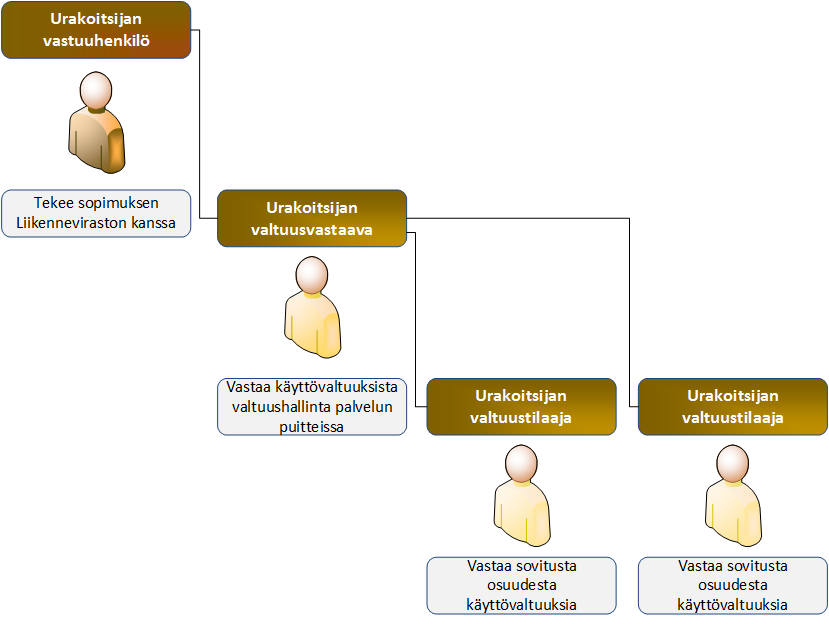 Urakoitsijan
vastuuhenkilö
Tekee sopimuksen
Liikenneviraston kanssa
Urakoitsijan
valtuusvastaava
Vastaa käyttövaltuuksista
valtuushallinta palvelun
puitteissa
Urakoitsijan
valtuustilaaja
Vastaa sovitusta
osuudesta
käyttövaltuuksia
Urakoitsijan
valtuustilaaja
Vastaa sovitusta
osuudesta
käyttövaltuuksia